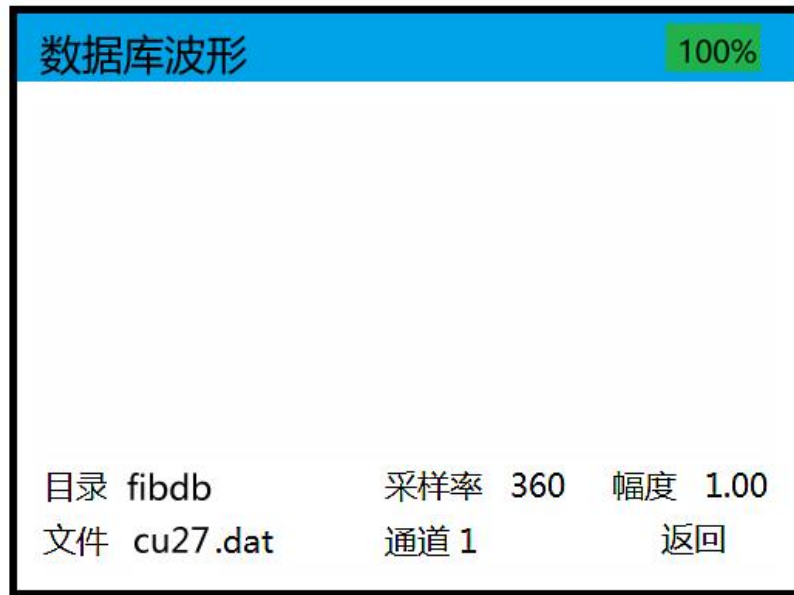 数据库波形 100%
目录 fibdb 采样率 360 幅度 1.00
文件 cu27.dat 通道 1 返回